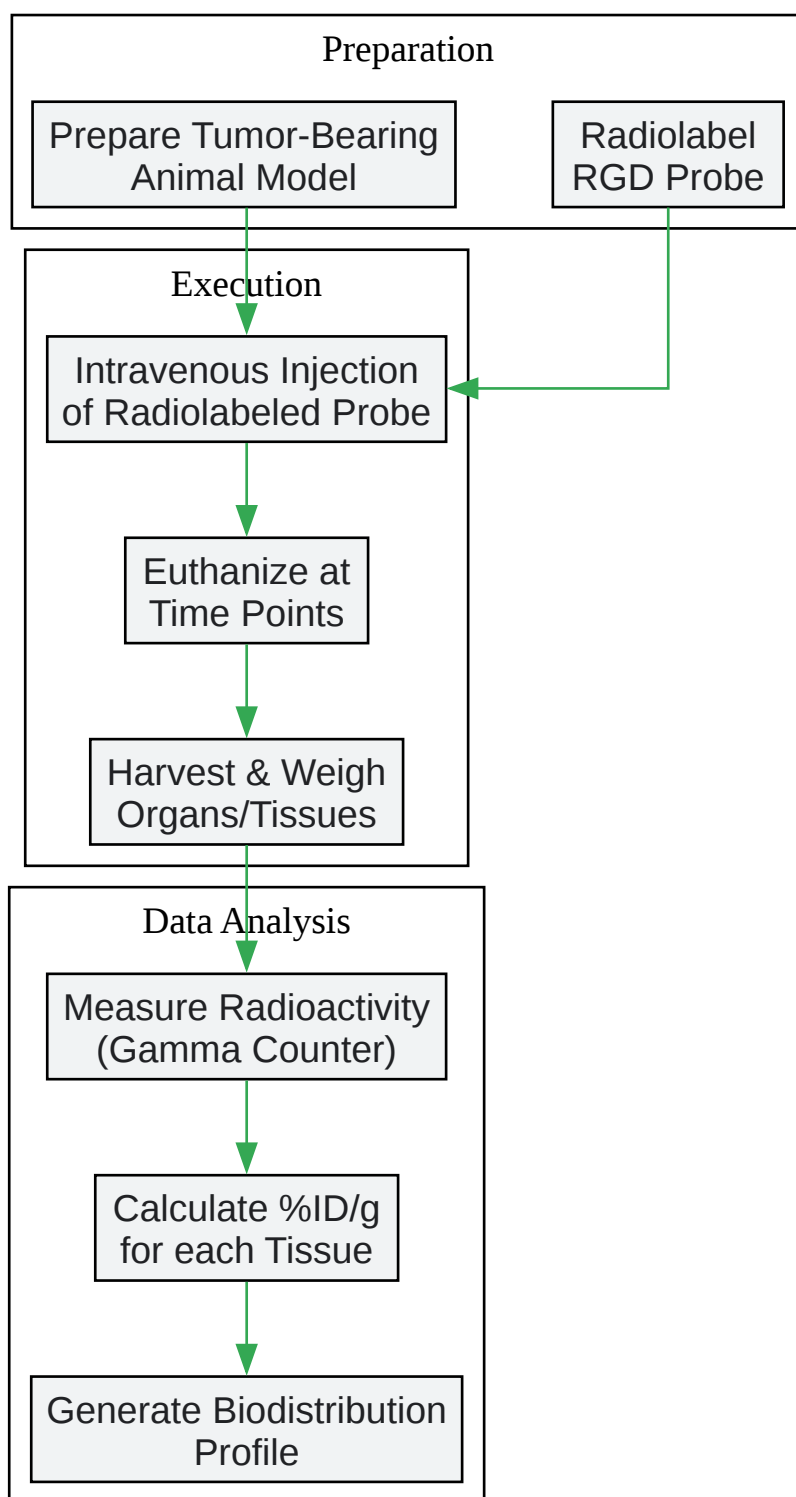 Preparation
Prepare Tumor-Bearing
Animal Model
Radiolabel
RGD Probe
Execution
Intravenous Injection
of Radiolabeled Probe
Euthanize at
Time Points
Harvest & Weigh
Organs/Tissues
Data Analysis
Measure Radioactivity
(Gamma Counter)
Calculate %ID/g
for each Tissue
Generate Biodistribution
Profile